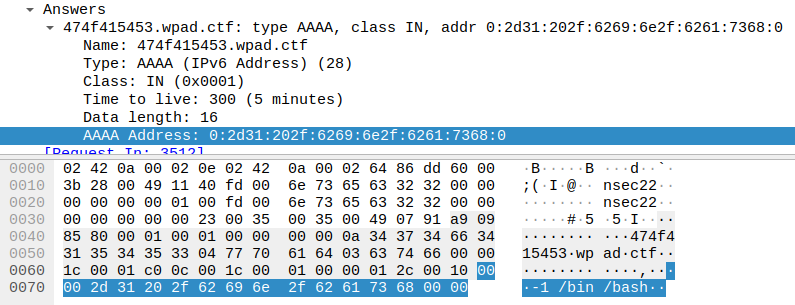 Answers
474f415453.wpad.ctf: type AAAA, class IN, addr 0:2d31:202f:6269:6e2f:6261:7368:0
Name: 474f415453.wpad.ctf
Type: AAAA (IPv6 Address) (28)
Class: IN (0x0001)
Time to live: 300 (5 minutes)
Data length: 16
AAAA Address: 0:2d31:202f:6269:6e2f:6261:7368:0
[Request In: 3512]
0000 02 42 0a 00 02 0e 02 42 0a 00 02 64 86 dd 60 00 ·B·····B ···d··`·
0010 3b 28 00 49 11 40 fd 00 6e 73 65 63 32 32 00 00 ;(·I·@·· nsec22··
0020 00 00 00 00 01 00 fd 00 6e 73 65 63 32 32 00 00 ········ nsec22··
0030 00 00 00 00 00 23 00 35 00 35 00 49 07 91 a9 09 ·····#·5 ·5·I····
0040 85 80 00 01 00 01 00 00 00 00 0a 34 37 34 66 34 ········ ···474f4
0050 31 35 34 35 33 04 77 70 61 64 03 63 74 66 00 00 15453·wp ad·ctf··
0060 1c 00 01 c0 0c 00 1c 00 01 00 00 01 2c 00 10 00 ········ ····,···
0070 00 2d 31 20 2f 62 69 6e 2f 62 61 73 68 00 00 ·-1 /bin /bash··